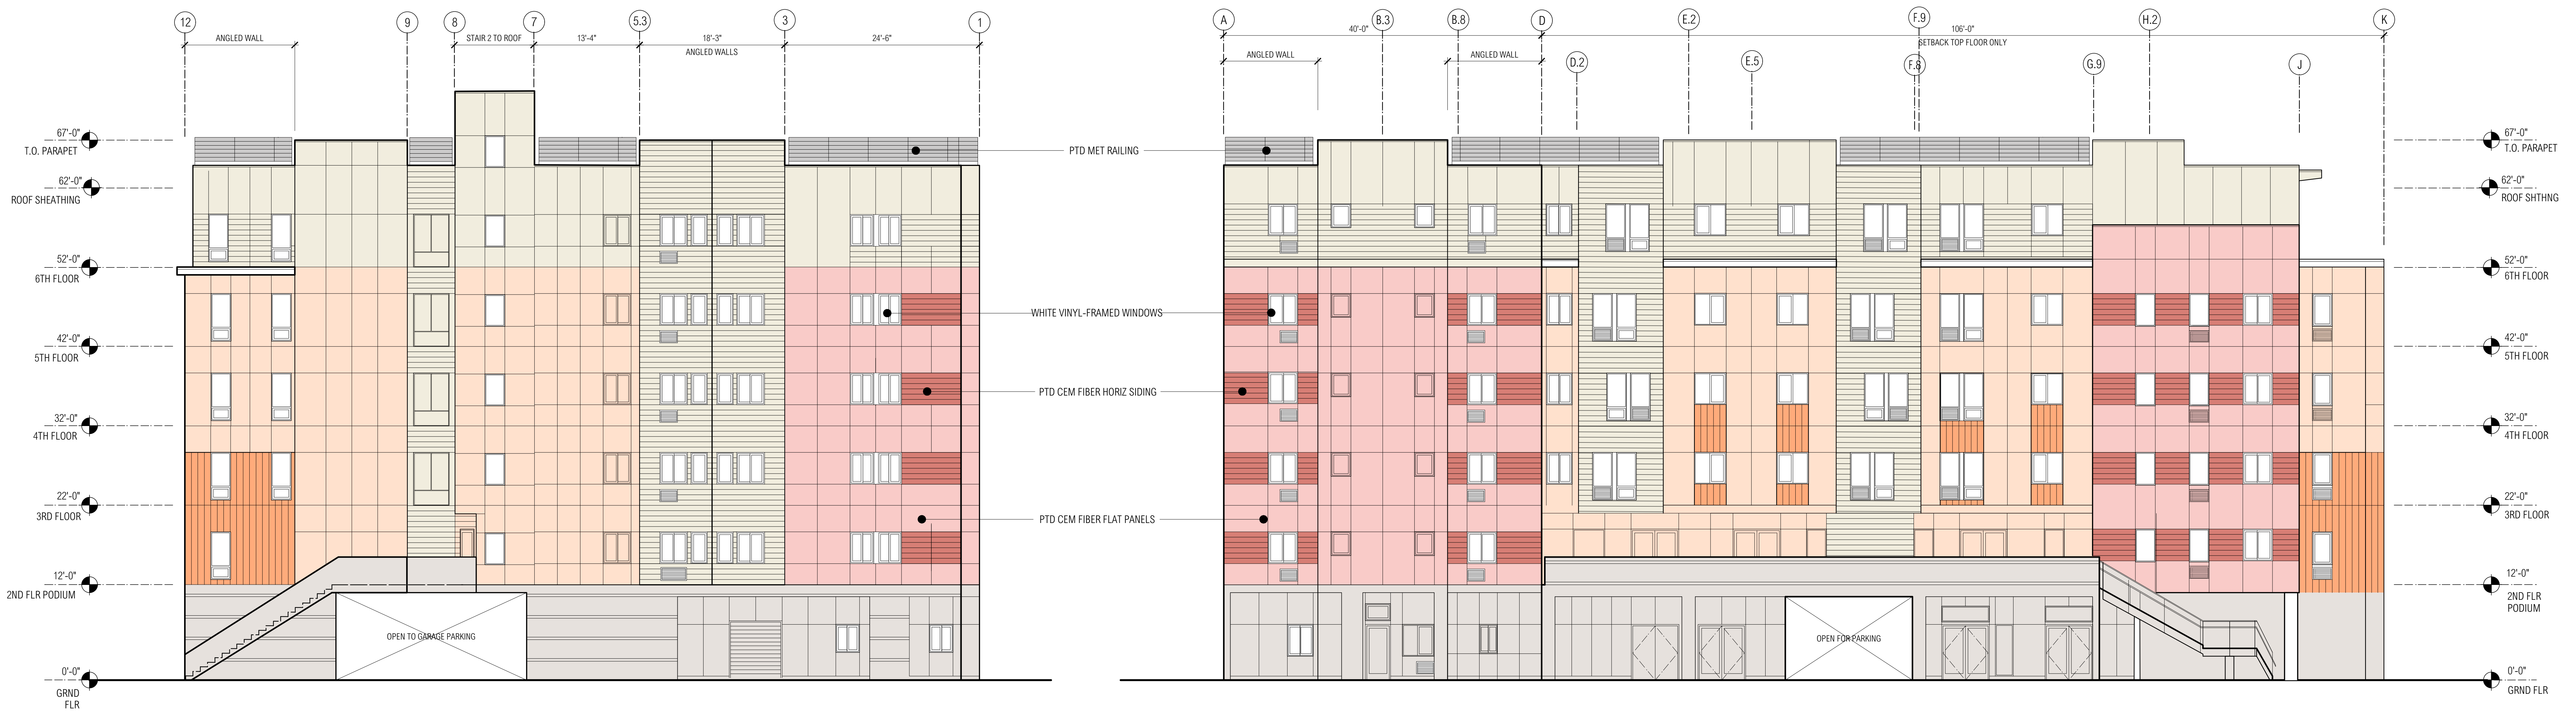 12
9
8
7
5.3
3
1
ANGLED WALL
STAIR 2 TO ROOF
13'-4"
18'-3"
ANGLED WALLS
24'-6"
67'-0"
T.O. PARAPET
62'-0"
ROOF SHEATHING
52'-0"
6TH FLOOR
42'-0"
5TH FLOOR
32'-0"
4TH FLOOR
22'-0"
3RD FLOOR
12'-0"
2ND FLR PODIUM
0'-0"
GRND
FLR
OPEN TO GARAGE PARKING
PTD MET RAILING
WHITE VINYL-FRAMED WINDOWS
PTD CEM FIBER HORIZ SIDING
PTD CEM FIBER FLAT PANELS
A
B.3
B.8
D
E.2
F.9
H.2
K
40'-0"
106'-0"
SETBACK TOP FLOOR ONLY
ANGLED WALL
ANGLED WALL
D.2
E.5
F.8
G.9
J
OPEN FOR PARKING
67'-0"
T.O. PARAPET
62'-0"
ROOF SHTHNG
52'-0"
6TH FLOOR
42'-0"
5TH FLOOR
32'-0"
4TH FLOOR
22'-0"
3RD FLOOR
12'-0"
2ND FLR
PODIUM
0'-0"
GRND FLR